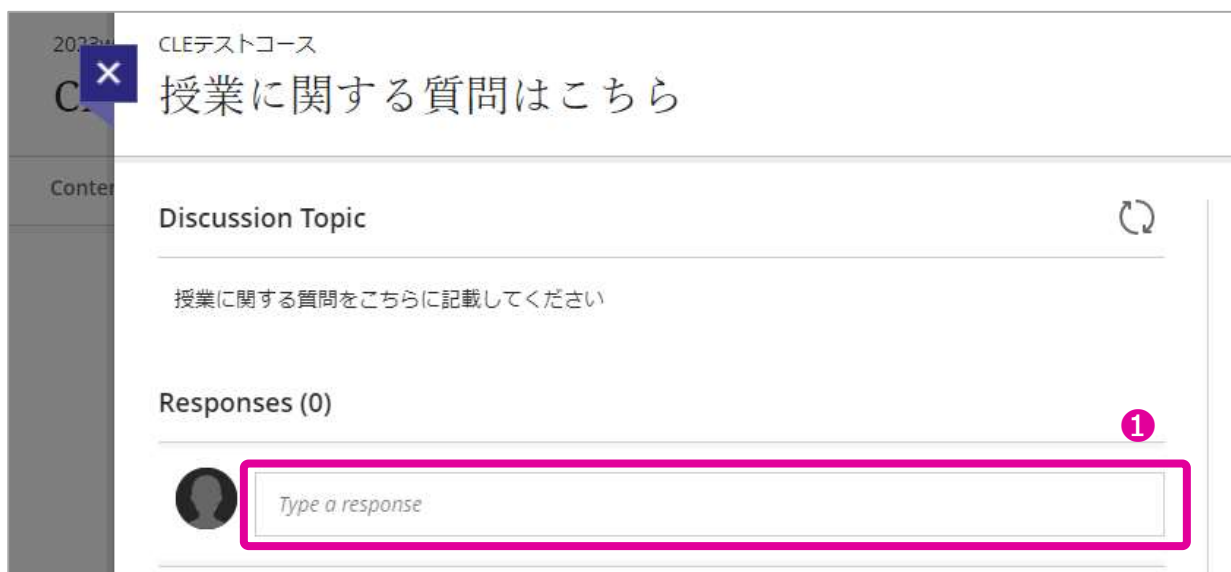 CLEテストコース
授業に関する質問はこちら
Discussion Topic
授業に関する質問をこちらに記載してください
Responses (0)
1
Type a response